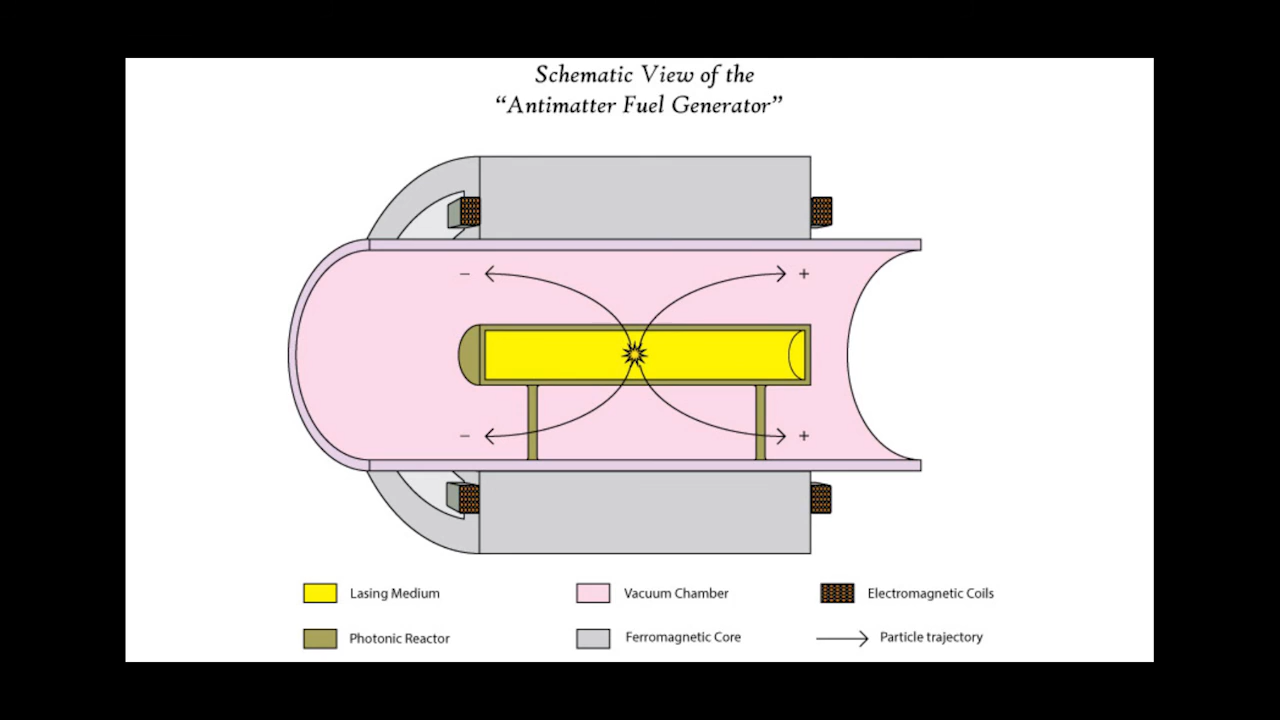 Schematic View of the
“Antimatter Fuel Generator”
– +
– +
Lasing Medium
Vacuum Chamber
Electromagnetic Coils
Photonic Reactor
Ferromagnetic Core
Particle trajectory